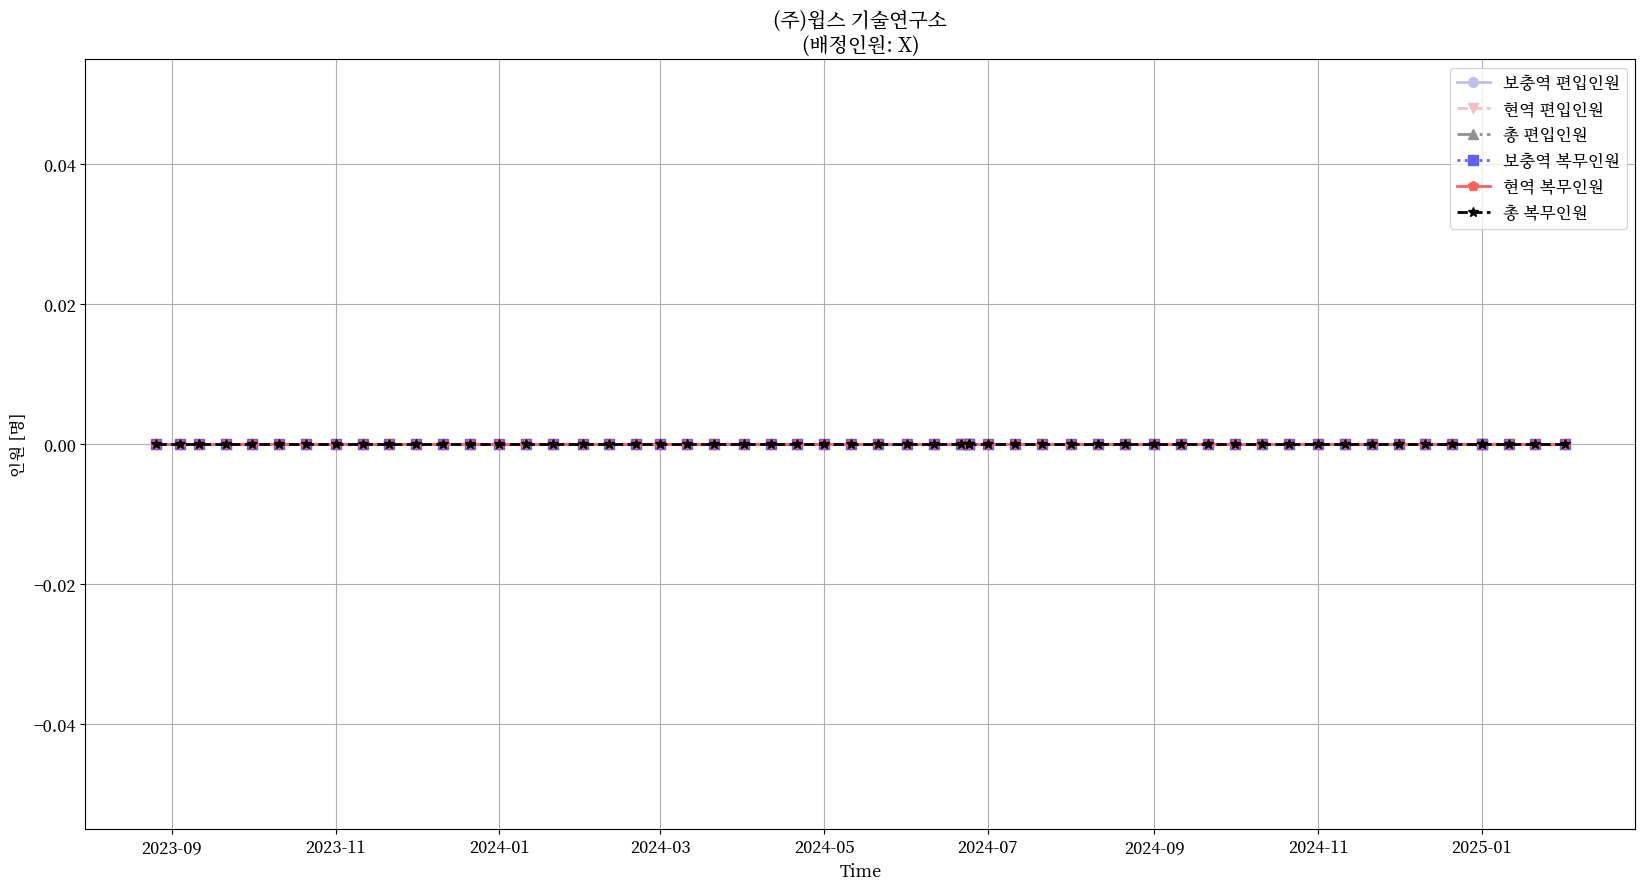 (주)윕스 기술연구소
(배정인원: X)
보충역 편입인원
현역 편입인원
총 편입인원
보충역 복무인원
현역 복무인원
총 복무인원
인원 [명]
0.04
0.02
0.00
−0.02
−0.04
2023-09 2023-11 2024-01 2024-03 2024-05 2024-07 2024-09 2024-11 2025-01
Time